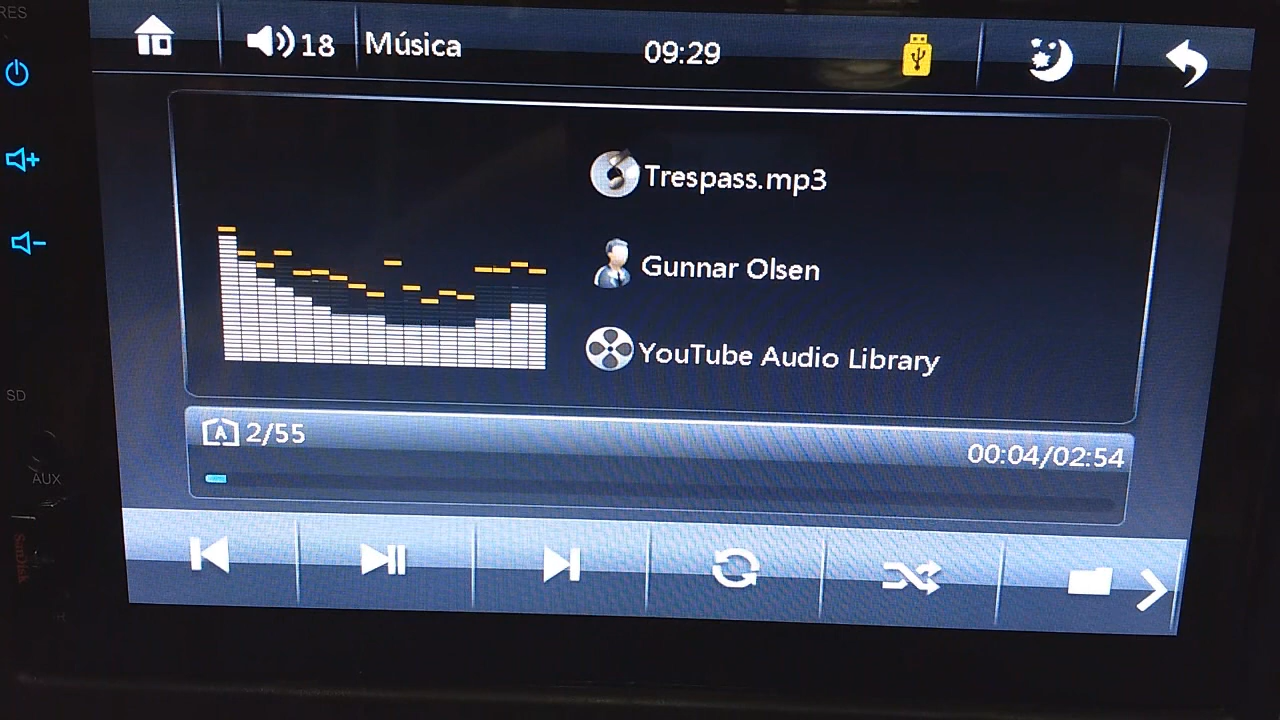 RES
18 Música 09:29
Trespass.mp3
Gunnar Olsen
YouTube Audio Library
A 2/55
00:04/02:54
SD
AUX
SanDisk
R